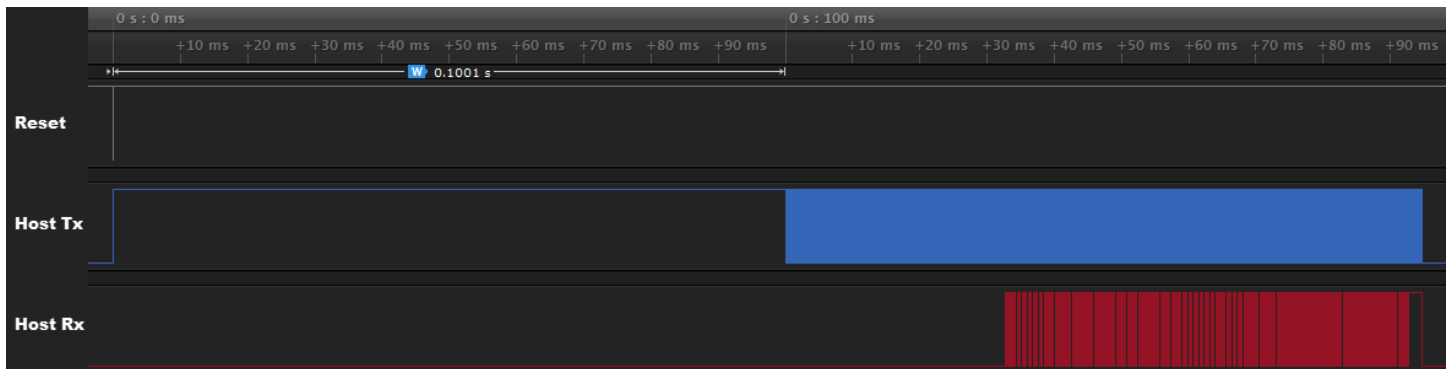 0 s : 0 ms 0 s : 100 ms
+10 ms +20 ms +30 ms +40 ms +50 ms +60 ms +70 ms +80 ms +90 ms +10 ms +20 ms +30 ms +40 ms +50 ms +60 ms +70 ms +80 ms +90 ms
W 0.1001 s
Reset
Host Tx
Host Rx